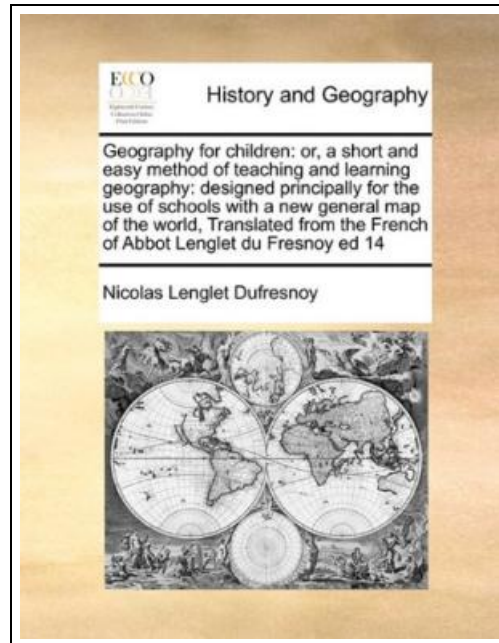 ECCO
History and Geography
Geography for children: or, a short and
easy method of teaching and learning
geography: designed principally for the
use of schools with a new general map
of the world, Translated from the French
of Abbot Lenglet du Fresnoy ed 14
Nicolas Lenglet Dufresnoy